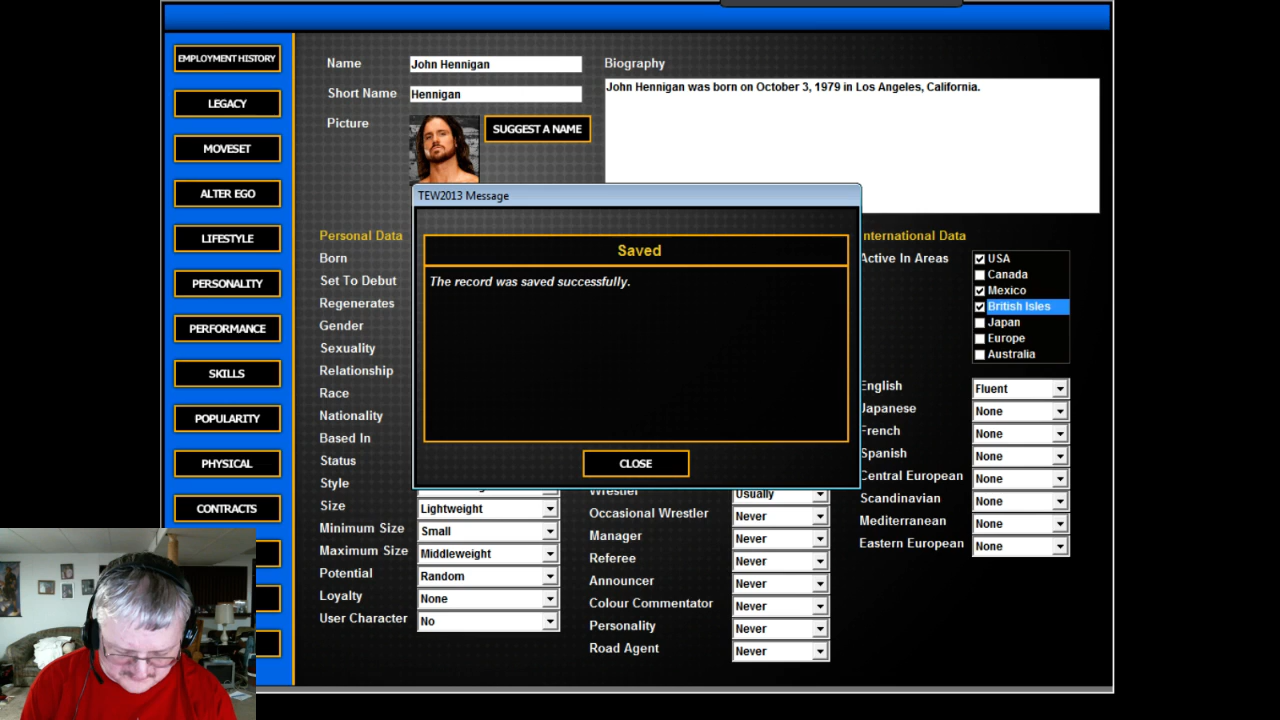 EMPLOYMENT HISTORY
LEGACY
MOVESET
ALTER EGO
LIFESTYLE
PERSONALITY
PERFORMANCE
SKILLS
POPULARITY
PHYSICAL
CONTRACTS
Name
John Hennigan
Short Name
Hennigan
Picture
SUGGEST A NAME
Biography
John Hennigan was born on October 3, 1979 in Los Angeles, California.
Personal Data
Born
Set To Debut
Regenerates
Gender
Sexuality
Relationship
Race
Nationality
Based In
Status
Style
Size
Lightweight
Minimum Size
Small
Maximum Size
Middleweight
Potential
Random
Loyalty
None
User Character
No
TEW2013 Message
Saved
The record was saved successfully.
CLOSE
Wrestler
Usually
Occasional Wrestler
Never
Manager
Never
Referee
Never
Announcer
Never
Colour Commentator
Never
Personality
Never
Road Agent
Never
International Data
Active In Areas
USA
Canada
Mexico
British Isles
Japan
Europe
Australia
English
Fluent
Japanese
None
French
None
Spanish
None
Central European
None
Scandinavian
None
Mediterranean
None
Eastern European
None